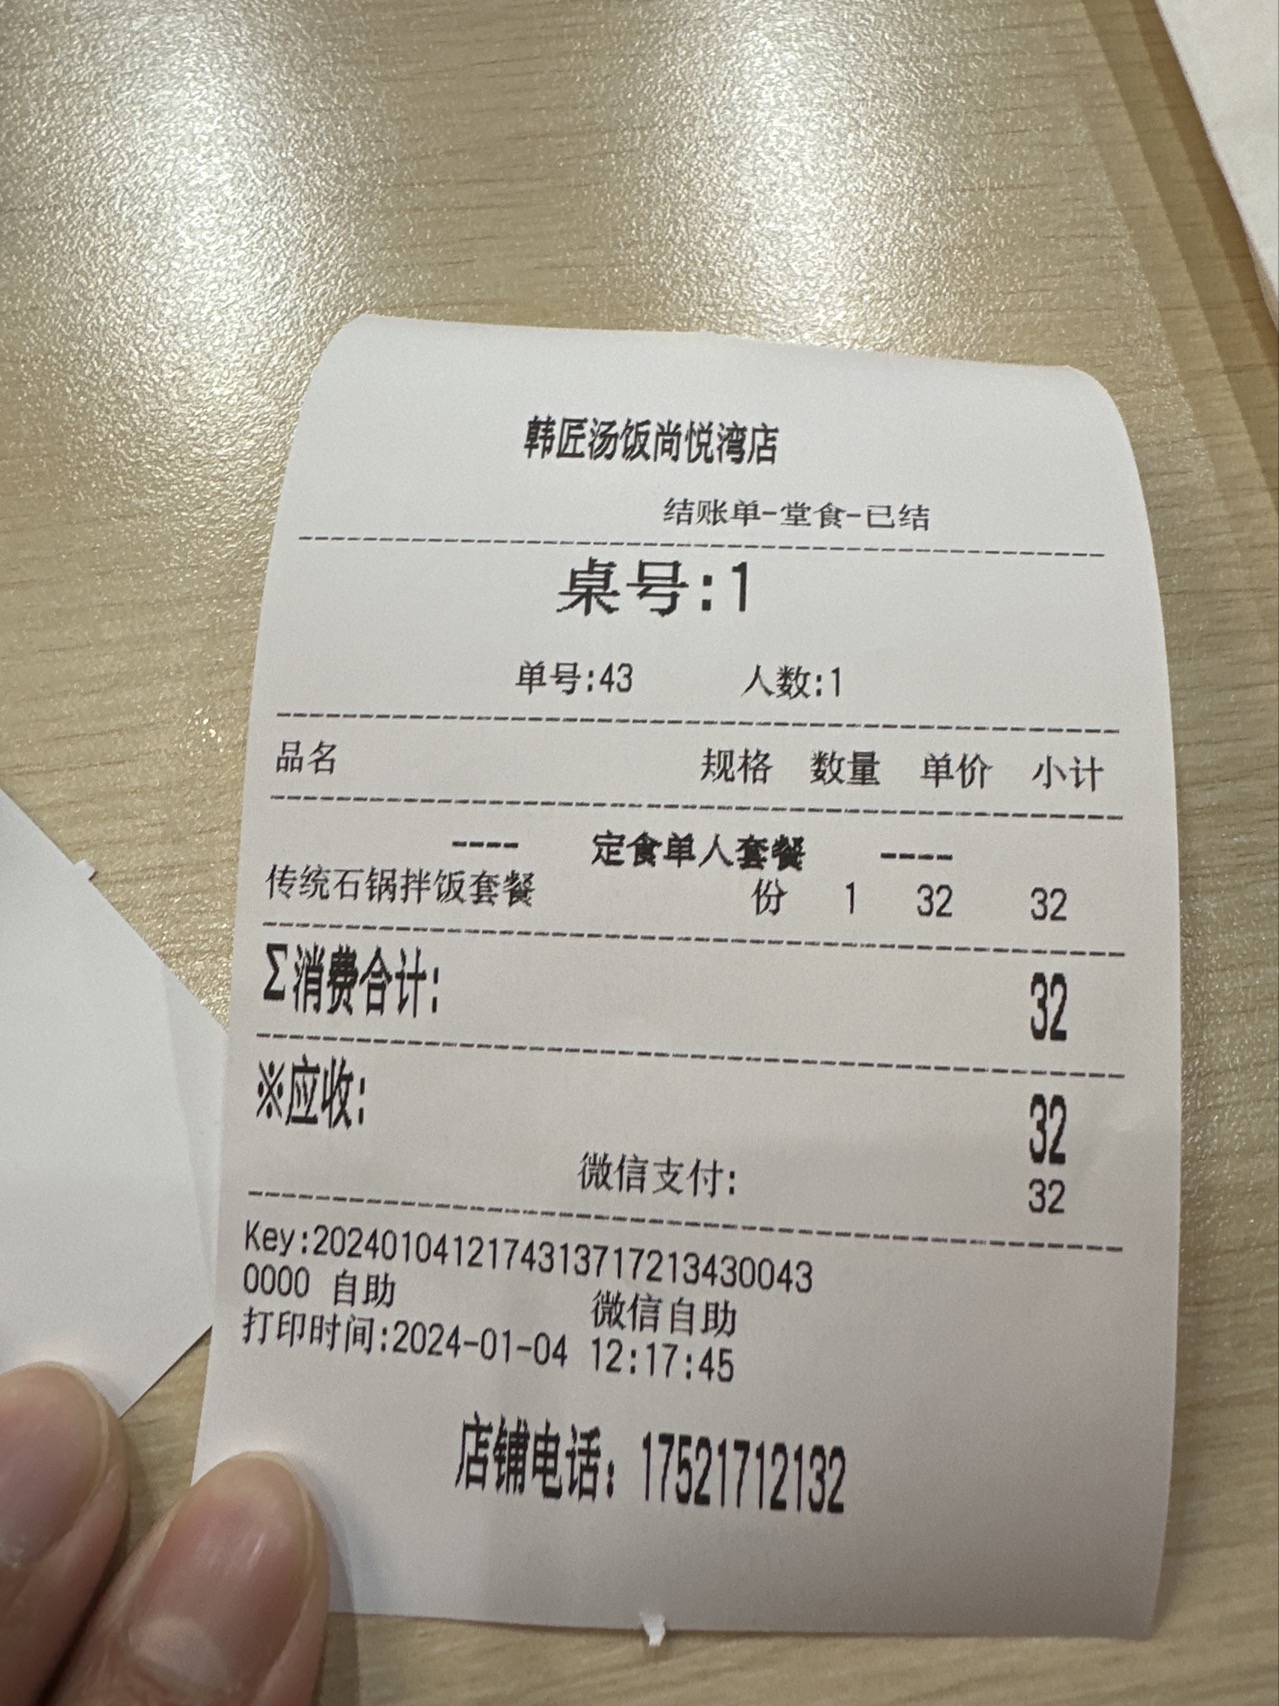 韩匠汤饭尚悦湾店
结账单-堂食-已结
桌号:1
单号:43 人数:1
品名 规格 数量 单价 小计
---- 定食单人套餐 ----
传统石锅拌饭套餐 份 1 32 32
Σ消费合计: 32
※应收: 32
微信支付: 32
Key:2024010412174313717213430043
0000 自助 微信自助
打印时间:2024-01-04 12:17:45
店铺电话：17521712132